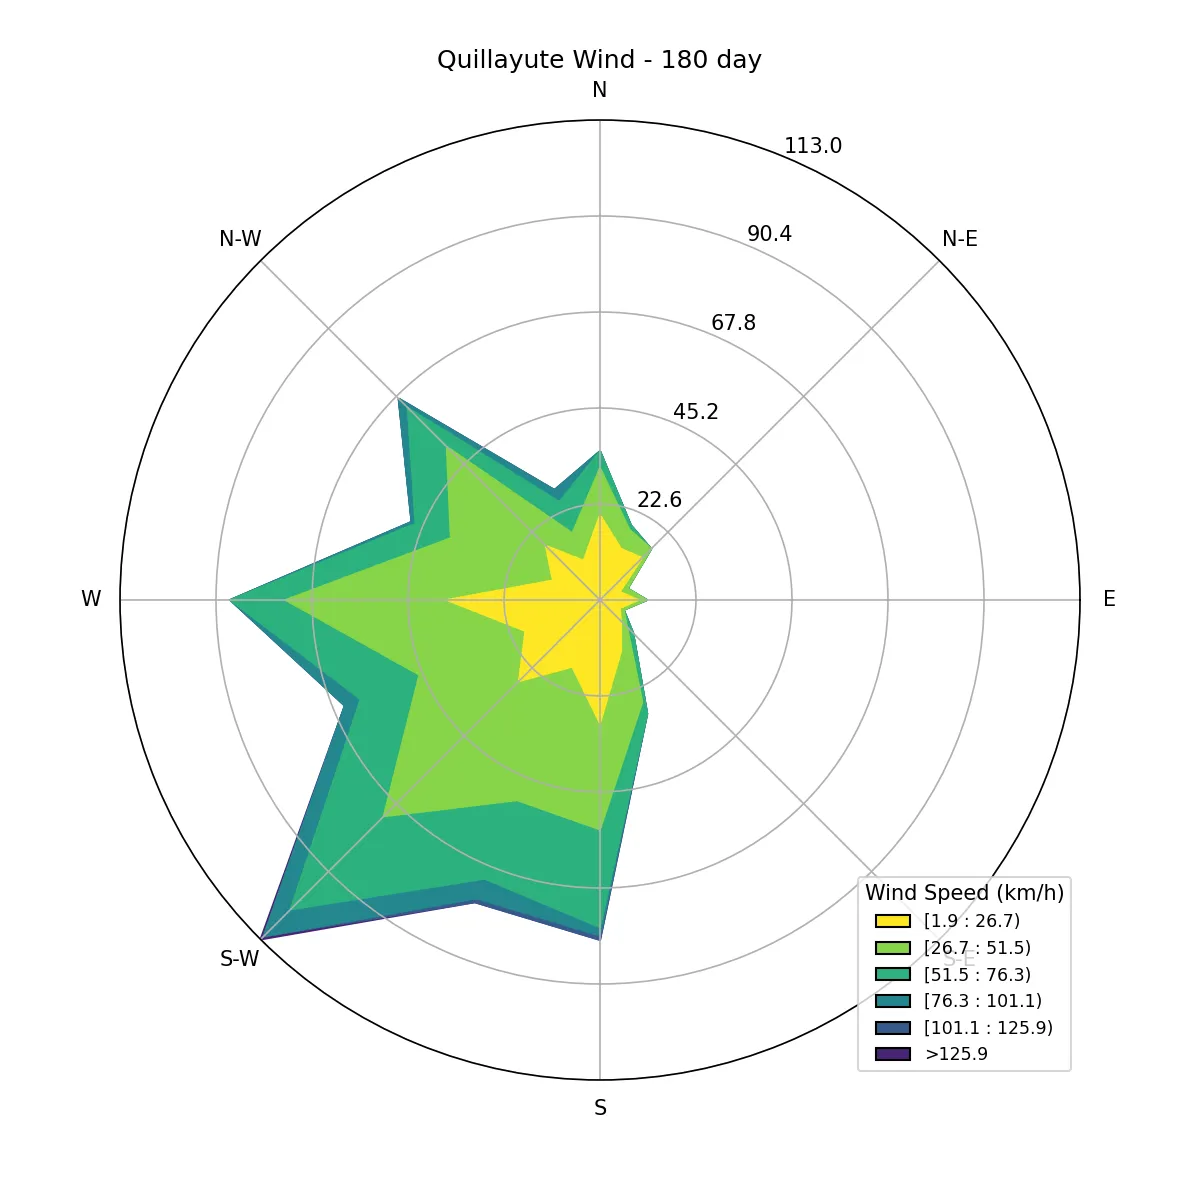 Quillayute Wind - 180 day
N
113.0
90.4
N-W
N-E
67.8
45.2
22.6
W
E
Wind Speed (km/h)
[1.9 : 26.7)
[26.7 : 51.5)
S-W
S-E
[51.5 : 76.3)
[76.3 : 101.1)
[101.1 : 125.9)
>125.9
S